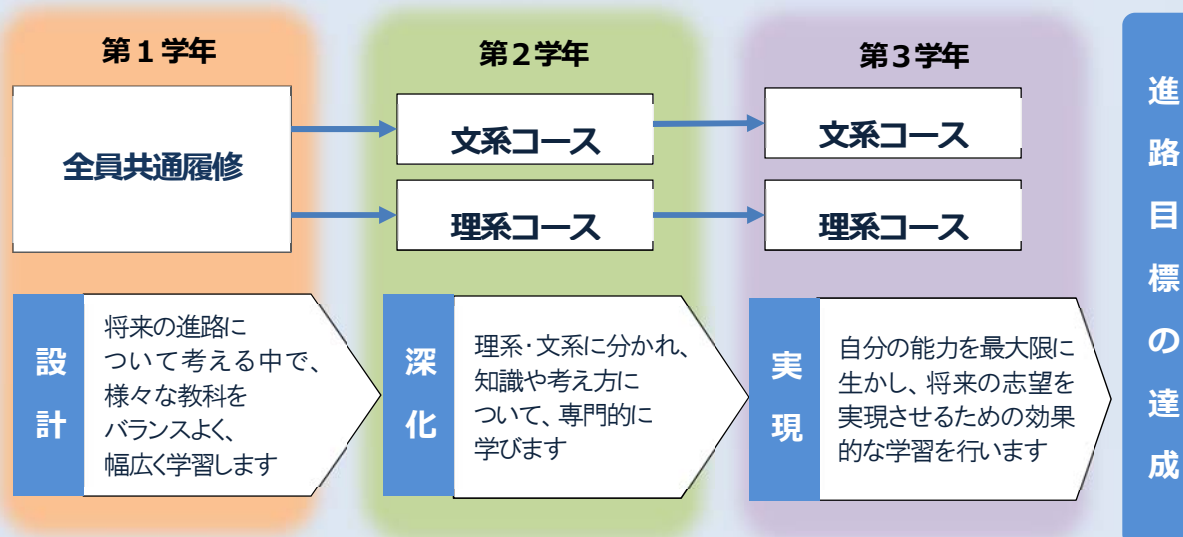 第１学年
第２学年
第３学年
全員共通履修
文系コース
文系コース
理系コース
理系コース
設計
将来の進路に
ついて考える中で、
様々な教科を
バランスよく、
幅広く学習します
深化
理系･文系に分かれ、
知識や考え方に
ついて、専門的に
学びます
実現
自分の能力を最大限に
生かし、将来の志望を
実現させるための効果
的な学習を行います
進路目標の達成